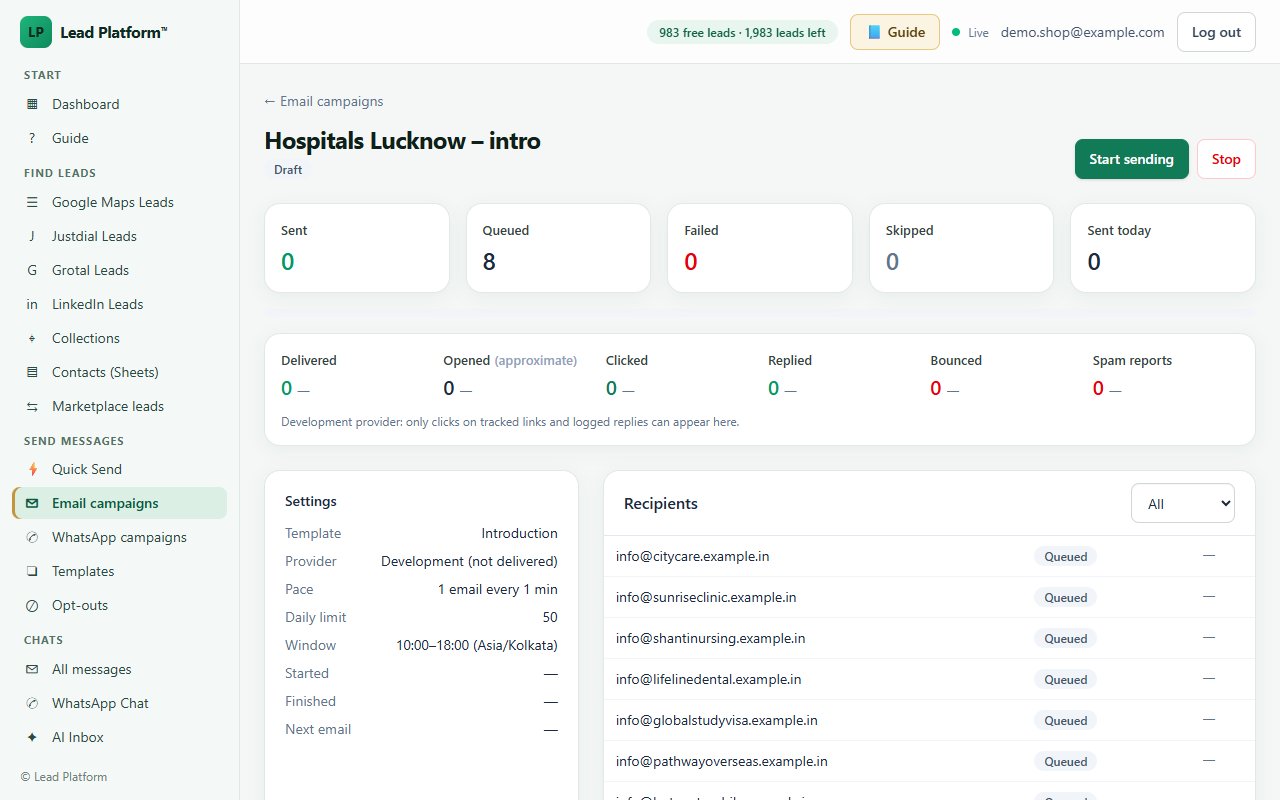 LP Lead Platform™
983 free leads · 1,983 leads left
📘 Guide
Live
demo.shop@example.com
Log out
START
Dashboard
? Guide
FIND LEADS
Google Maps Leads
J Justdial Leads
G Grotal Leads
in LinkedIn Leads
Collections
Contacts (Sheets)
Marketplace leads
SEND MESSAGES
Quick Send
Email campaigns
WhatsApp campaigns
Templates
Opt-outs
CHATS
All messages
WhatsApp Chat
AI Inbox
© Lead Platform
← Email campaigns
Hospitals Lucknow – intro
Draft
Start sending
Stop
Sent
0
Queued
8
Failed
0
Skipped
0
Sent today
0
Delivered
0 —
Opened (approximate)
0 —
Clicked
0 —
Replied
0 —
Bounced
0 —
Spam reports
0 —
Development provider: only clicks on tracked links and logged replies can appear here.
Settings
Template Introduction
Provider Development (not delivered)
Pace 1 email every 1 min
Daily limit 50
Window 10:00–18:00 (Asia/Kolkata)
Started —
Finished —
Next email —
Recipients
All
info@citycare.example.in Queued —
info@sunriseclinic.example.in Queued —
info@shantinursing.example.in Queued —
info@lifelinedental.example.in Queued —
info@globalstudyvisa.example.in Queued —
info@pathwayoverseas.example.in Queued —